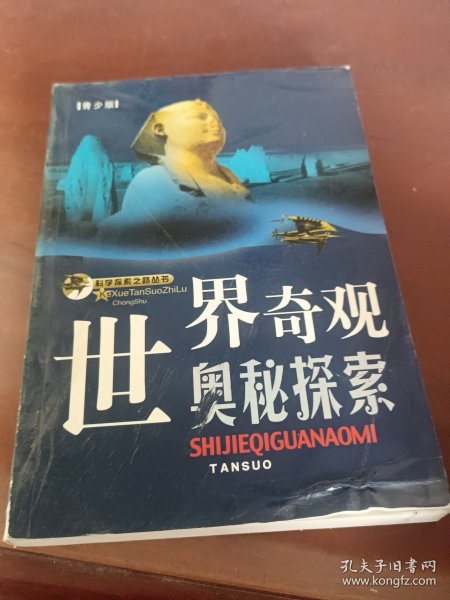 青少版
科学探索之路丛书
KeXueTanSuoZhiLu
ChongShu
世界奇观
奥秘探索
SHIJIEQIGUANAOMI
TANSUO
孔夫子旧书网
www.kongfz.com